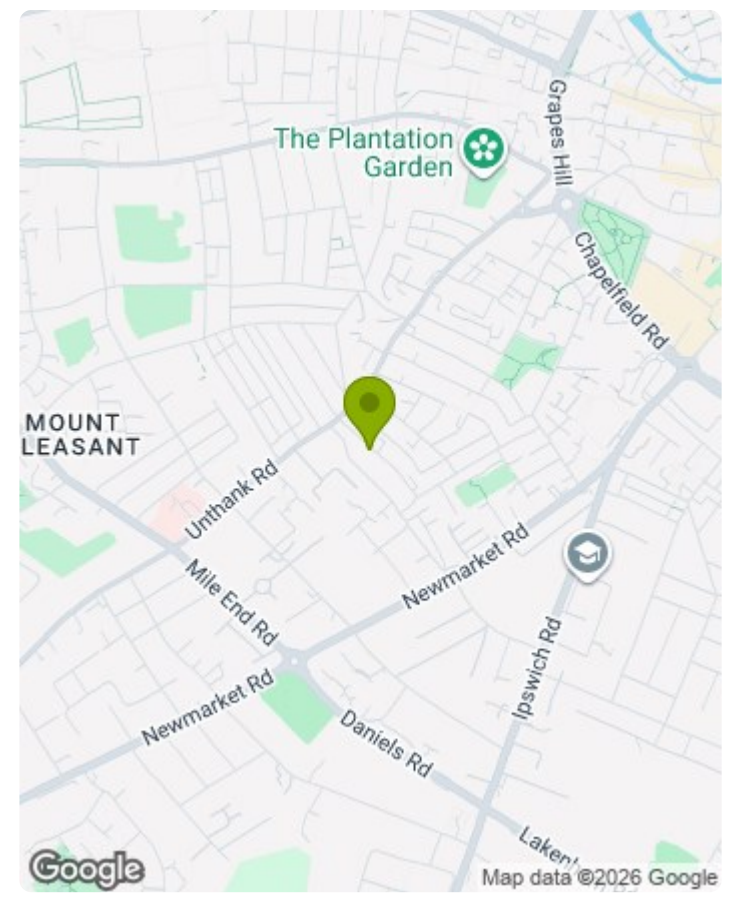 Grapes Hill
The Plantation
Garden
Chapelfield Rd
MOUNT
LEASANT
Unthank Rd
Newmarket Rd
Mile End Rd
Ipswich Rd
Newmarket Rd
Daniels Rd
Google
Map data ©2026 Google